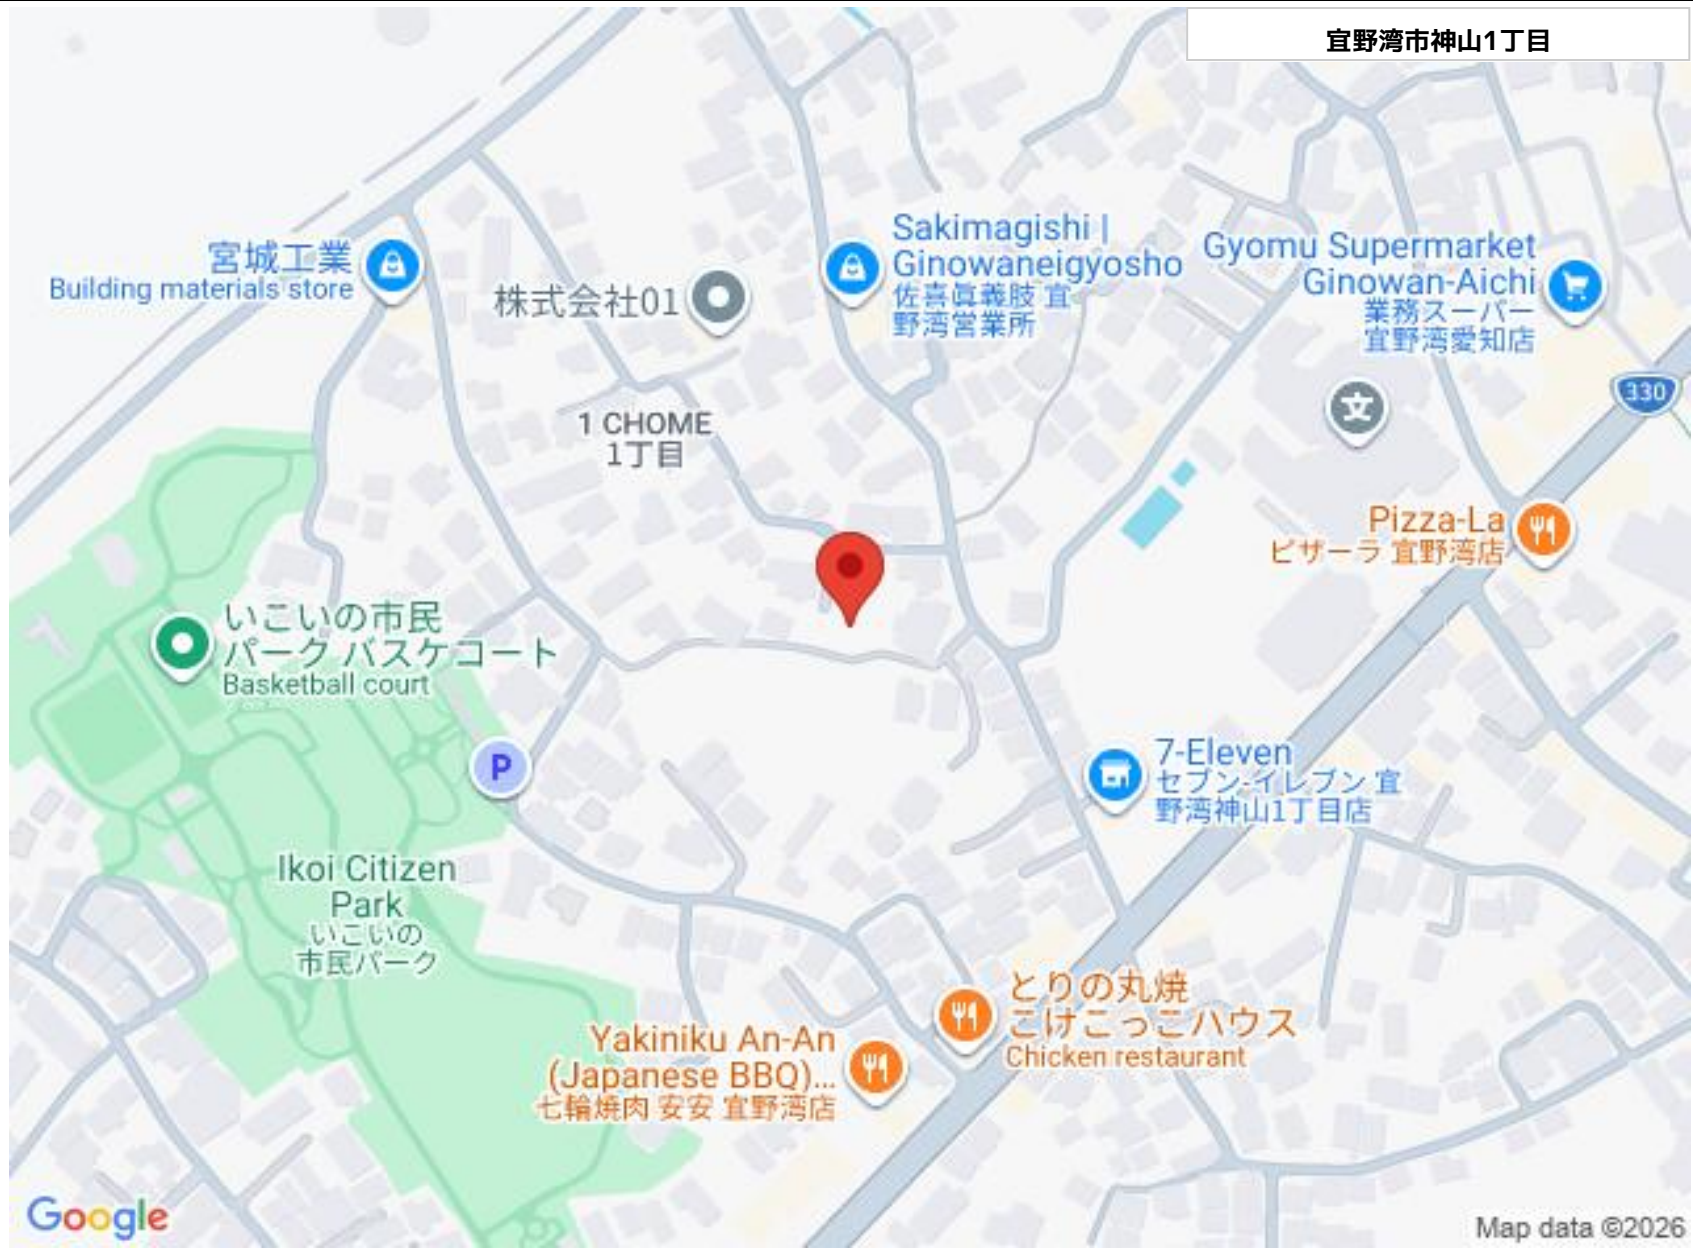 宜野湾市神山1丁目
宮城工業
Building materials store
株式会社01
Sakimagishi |
Ginowaneigyosho
佐喜眞義肢 宜
野湾営業所
Gyomu Supermarket
Ginowan-Aichi
業務スーパー
宜野湾愛知店
330
文
1 CHOME
1丁目
Pizza-La
ピザーラ 宜野湾店
いこいの市民
パーク バスケコート
Basketball court
P
7-Eleven
セブン-イレブン 宜
野湾神山1丁目店
Ikoi Citizen
Park
いこいの
市民パーク
とりの丸焼
こけこっこハウス
Chicken restaurant
Yakiniku An-An
(Japanese BBQ)...
七輪焼肉 安安 宜野湾店
Google
Map data ©2026